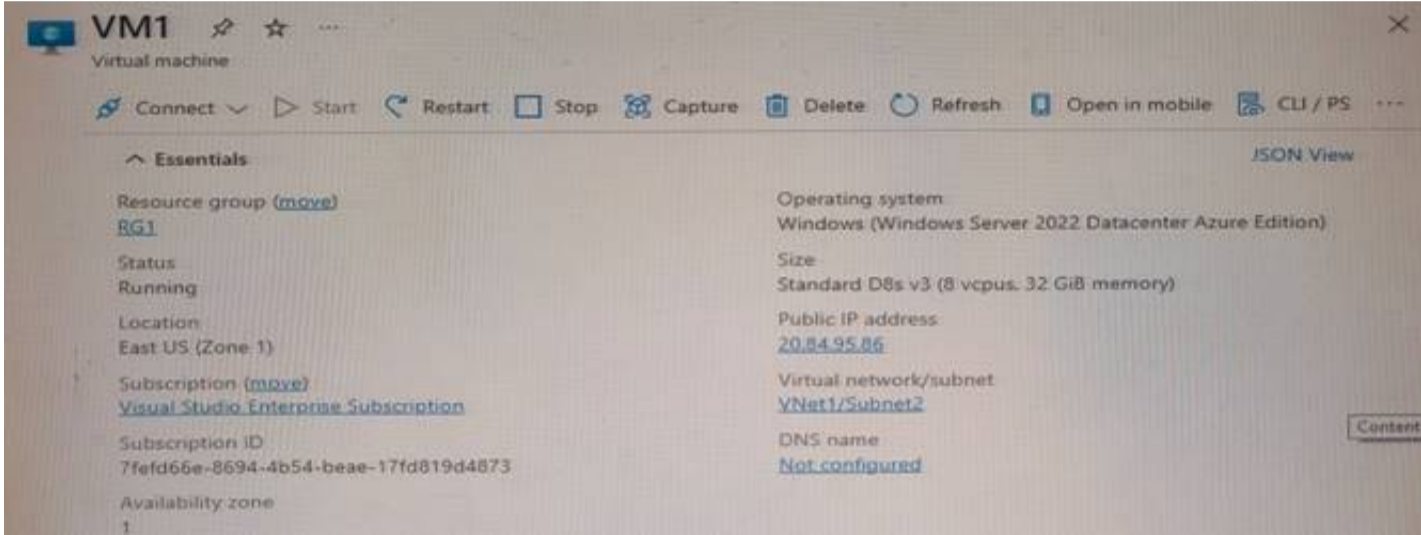 VM1
Virtual machine
Connect Start Restart Stop Capture Delete Refresh Open in mobile CLI / PS
Essentials
JSON View
Resource group (move)
RG1
Status
Running
Location
East US (Zone 1)
Subscription (move)
Visual Studio Enterprise Subscription
Subscription ID
7fefd66e-8694-4b54-beae-17fd819d4873
Availability zone
1
Operating system
Windows (Windows Server 2022 Datacenter Azure Edition)
Size
Standard D8s v3 (8 vcpus, 32 GiB memory)
Public IP address
20.84.95.86
Virtual network/subnet
VNet1/Subnet2
DNS name
Not configured
Content